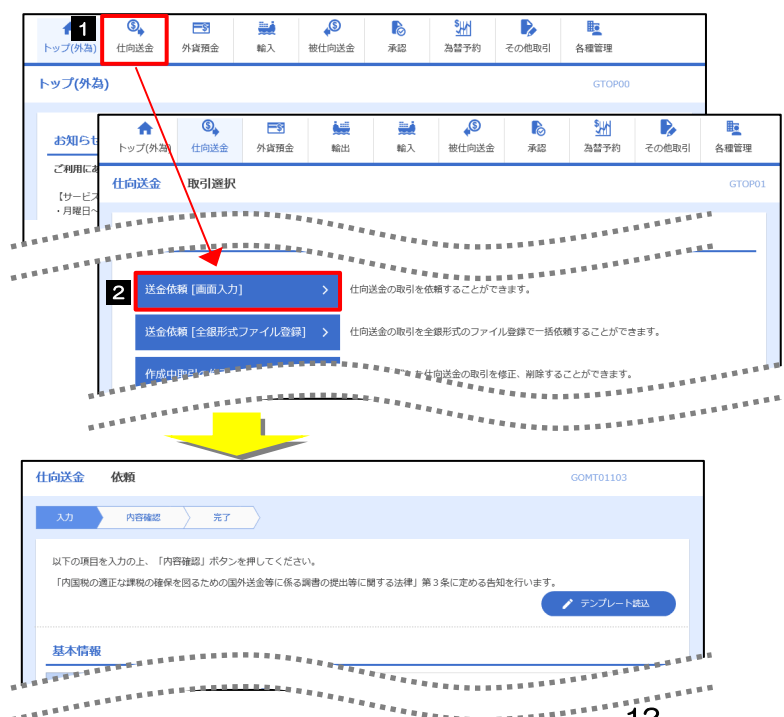 1
トップ(外為) 仕向送金 外貨預金 輸入 被仕向送金 承認 為替予約 その他取引 各種管理
トップ(外為) GTOP00
お知らせ
ご利用にあ
【サービス
・月曜日~
トップ(外為) 仕向送金 外貨預金 輸出 輸入 被仕向送金 承認 為替予約 その他取引 各種管理
仕向送金 取引選択 GTOP01
2
送金依頼 [画面入力] 仕向送金の取引を依頼することができます。
送金依頼 [全銀形式ファイル登録] 仕向送金の取引を全銀形式のファイル登録で一括依頼することができます。
作成中 を仕向送金の取引を修正、削除することができます。
仕向送金 依頼 GOMT01103
入力 内容確認 完了
以下の項目を入力の上、「内容確認」ボタンを押してください。
「内国税の適正な課税の確保を図るための国外送金等に係る調書の提出等に関する法律」第3条に定める告知を行います。
テンプレート読込
基本情報